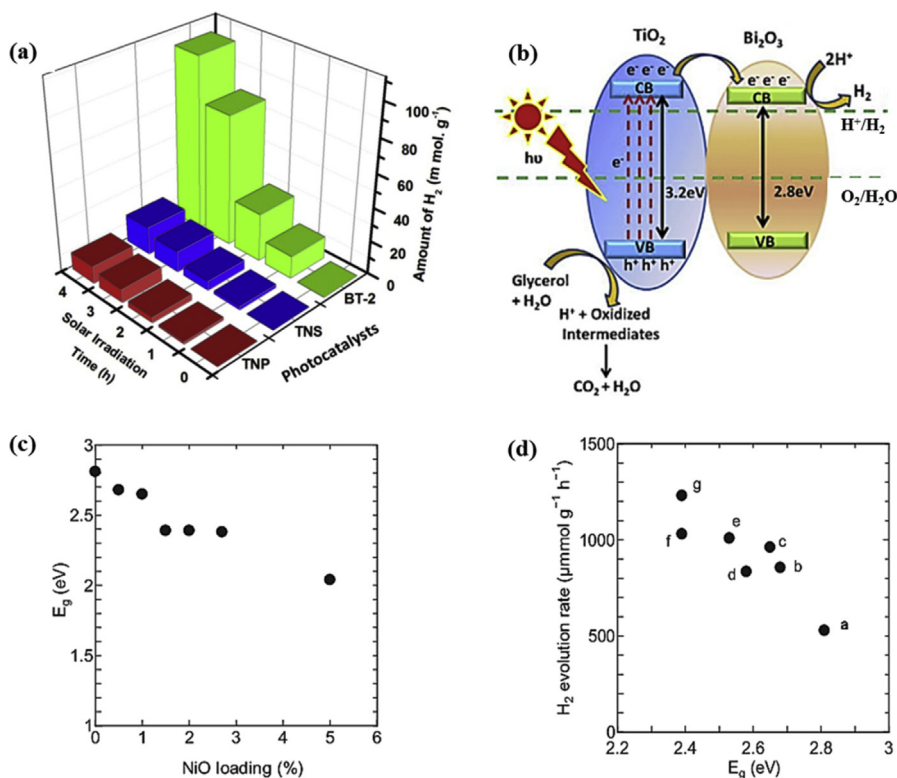 (a)
100
80
60
40
20
0
Amount of H2 (m mol. g-1)
4
3
2
1
0
Solar Irradiation
Time (h)
TNP
TNS
BT-2
Photocatalysts
(b)
TiO2
Bi2O3
e- e- e-
CB
e- e- e-
CB
2H+
H2
H+/H2
hυ
e-
3.2eV
2.8eV
O2/H2O
VB
h+ h+ h+
VB
Glycerol
+ H2O
H+ + Oxidized
Intermediates
CO2 + H2O
(c)
3
2.5
2
1.5
1
Eg (eV)
0 1 2 3 4 5 6
NiO loading (%)
(d)
1500
1000
500
0
H2 evolution rate (μmmol g−1 h−1)
g
f
e
d
c
b
a
2.2 2.4 2.6 2.8 3
Eg (eV)